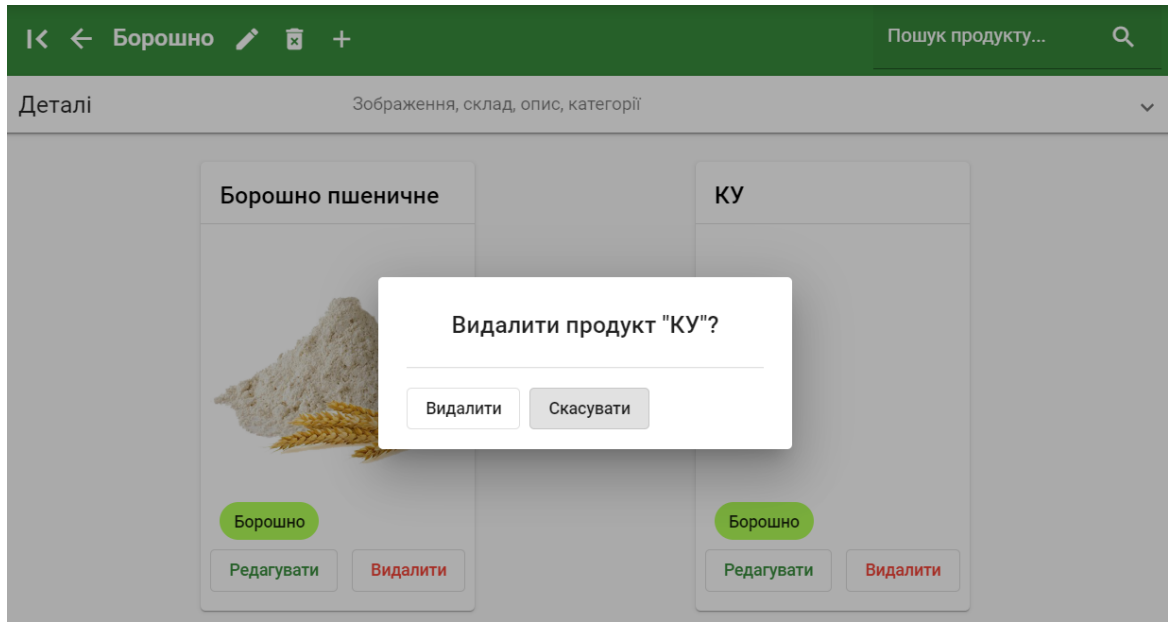 Борошно
Пошук продукту...
Деталі
Зображення, склад, опис, категорії
Борошно пшеничне
КУ
Видалити продукт "КУ"?
Видалити
Скасувати
Борошно
Борошно
Редагувати
Видалити
Редагувати
Видалити